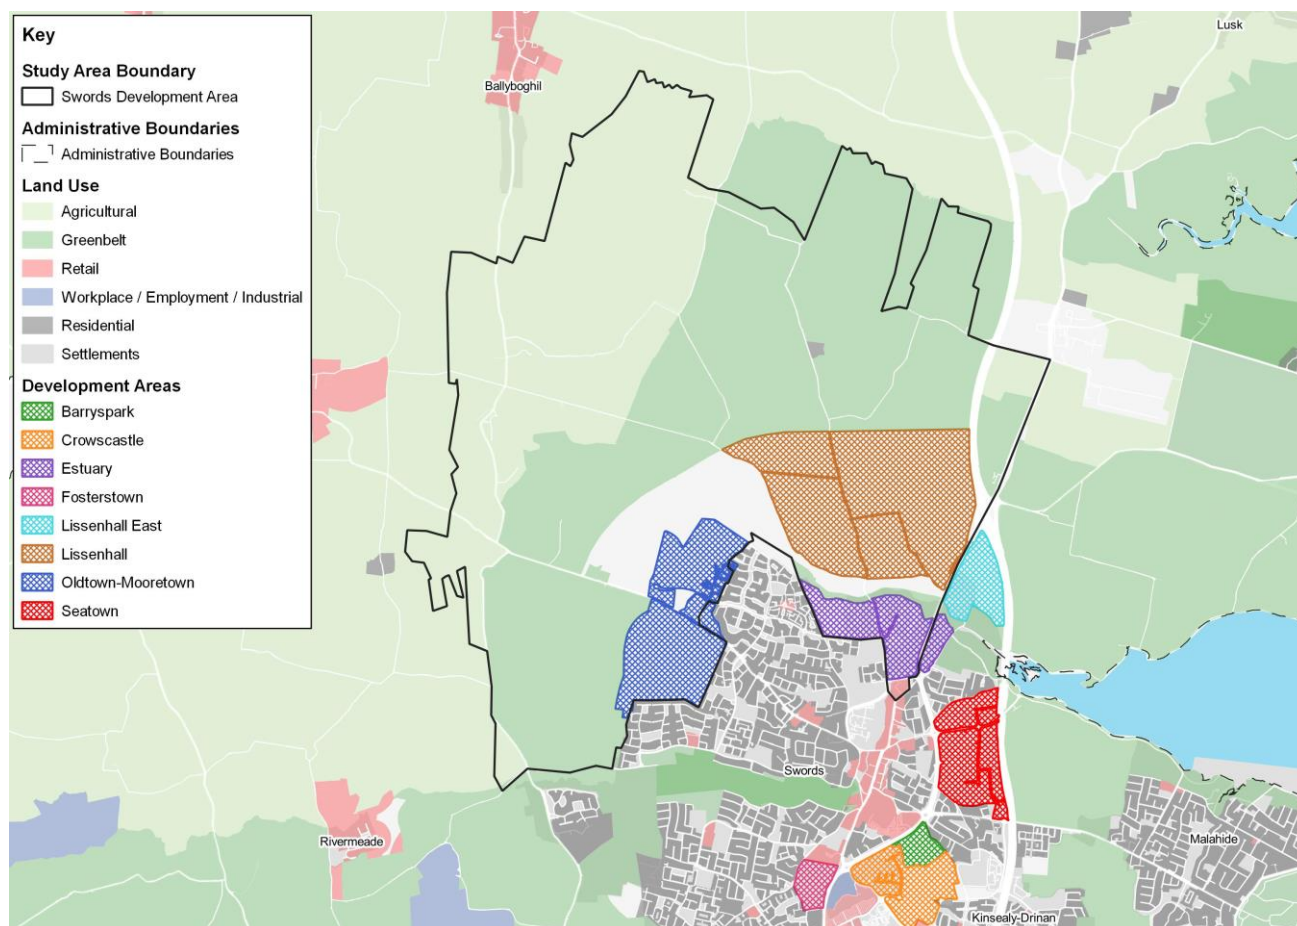 Key
Study Area Boundary
Swords Development Area
Administrative Boundaries
Administrative Boundaries
Land Use
Agricultural
Greenbelt
Retail
Workplace / Employment / Industrial
Residential
Settlements
Development Areas
Barryspark
Crowscastle
Estuary
Fosterstown
Lissenhall East
Lissenhall
Oldtown-Mooretown
Seatown
Lusk
Ballyboghil
Swords
Rivermeade
Malahide
Kinsealy-Drinan